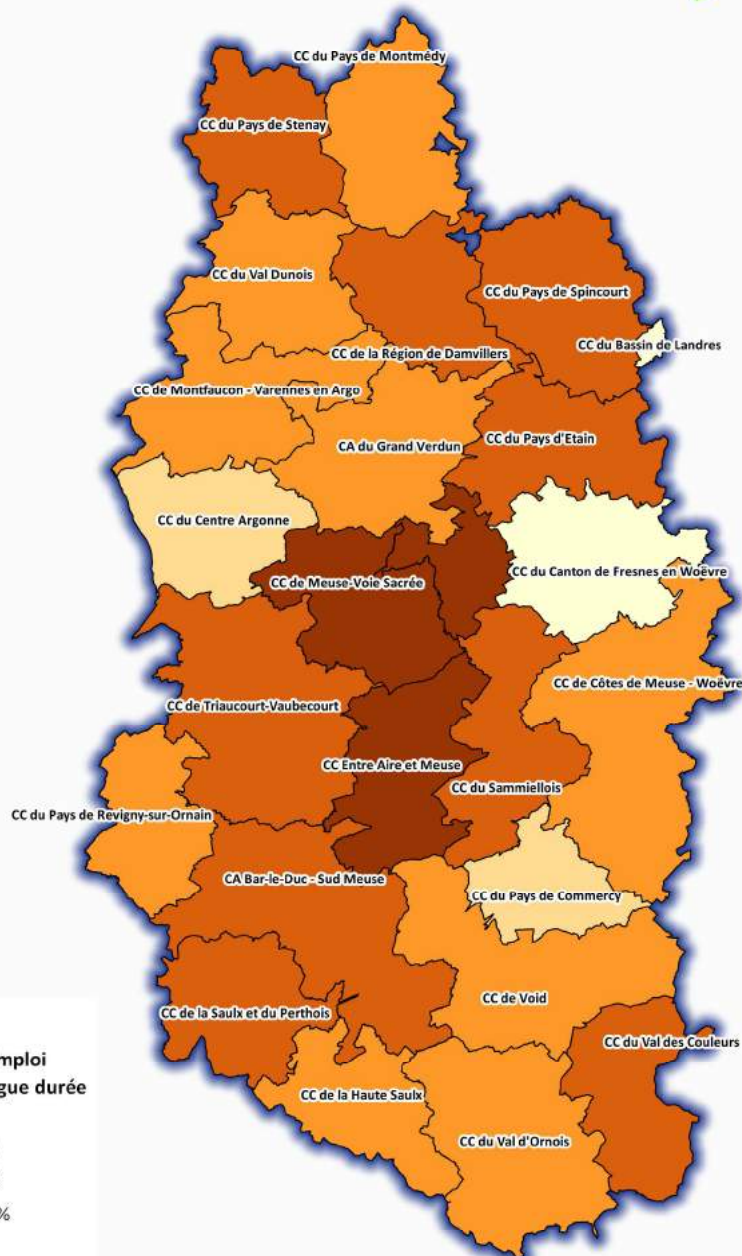 CC du Pays de Montmédy
CC du Pays de Stenay
CC du Val Dunois
CC du Pays de Spincourt
CC du Bassin de Landres
CC de la Région de Damvillers
CC de Montfaucon - Varennes en Argo
CA du Grand Verdun
CC du Pays d'Etain
CC du Centre Argonne
CC du Canton de Fresnes en Woëvre
CC de Meuse-Voie Sacrée
CC de Côtes de Meuse - Woëvre
CC de Triaucourt-Vaubecourt
CC Entre Aire et Meuse
CC du Sammiellois
CC du Pays de Revigny-sur-Ornain
CA Bar-le-Duc - Sud Meuse
CC du Pays de Commercy
CC de Void
CC de la Saulx et du Perthois
CC du Val des Couleurs
mploi
gue durée
CC de la Haute Saulx
CC du Val d'Ornois
%